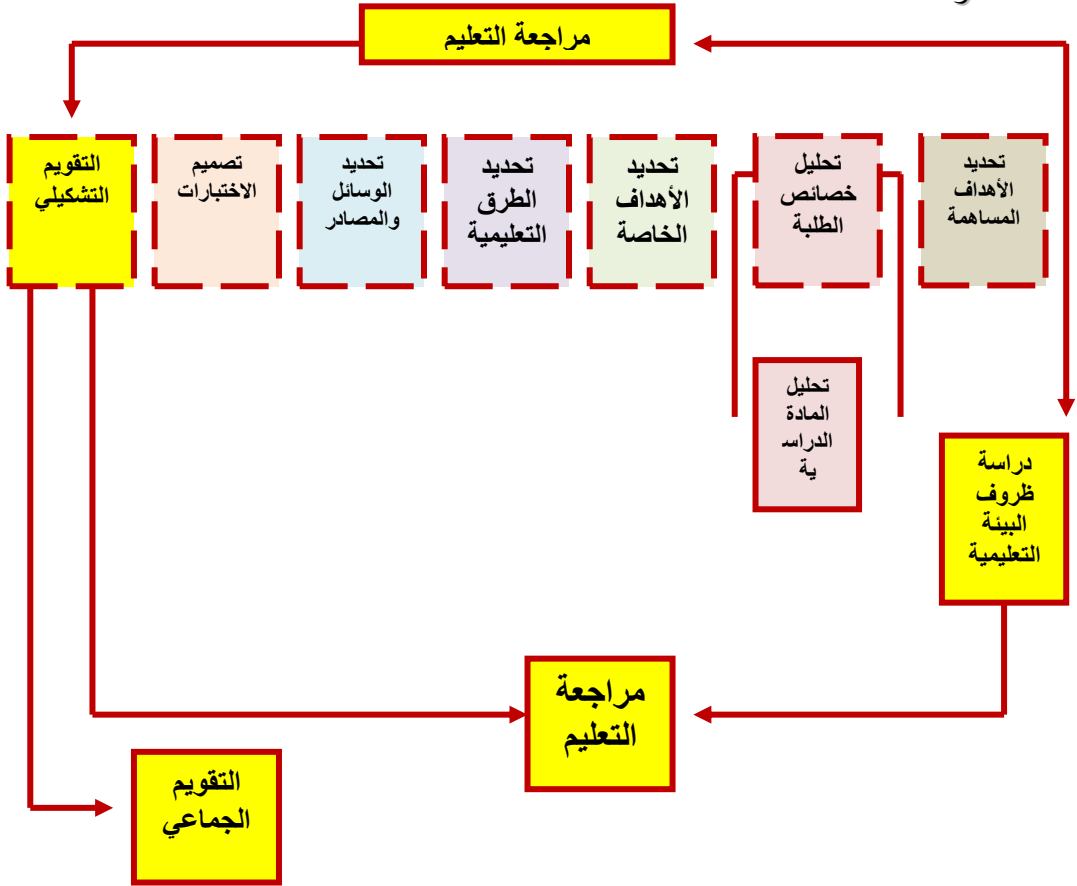 مراجعة التعليم
تحديد
الأهداف
المساهمة
تحليل
خصائص
الطلبة
تحديد
الأهداف
الخاصة
تحديد
الطرق
التعليمية
تحديد
الوسائل
والمصادر
تصميم
الاختبارات
التقويم
التشكيلي
تحليل
المادة
الدراسـ
ية
دراسة
ظروف
البيئة
التعليمية
مراجعة
التعليم
التقويم
الجماعي